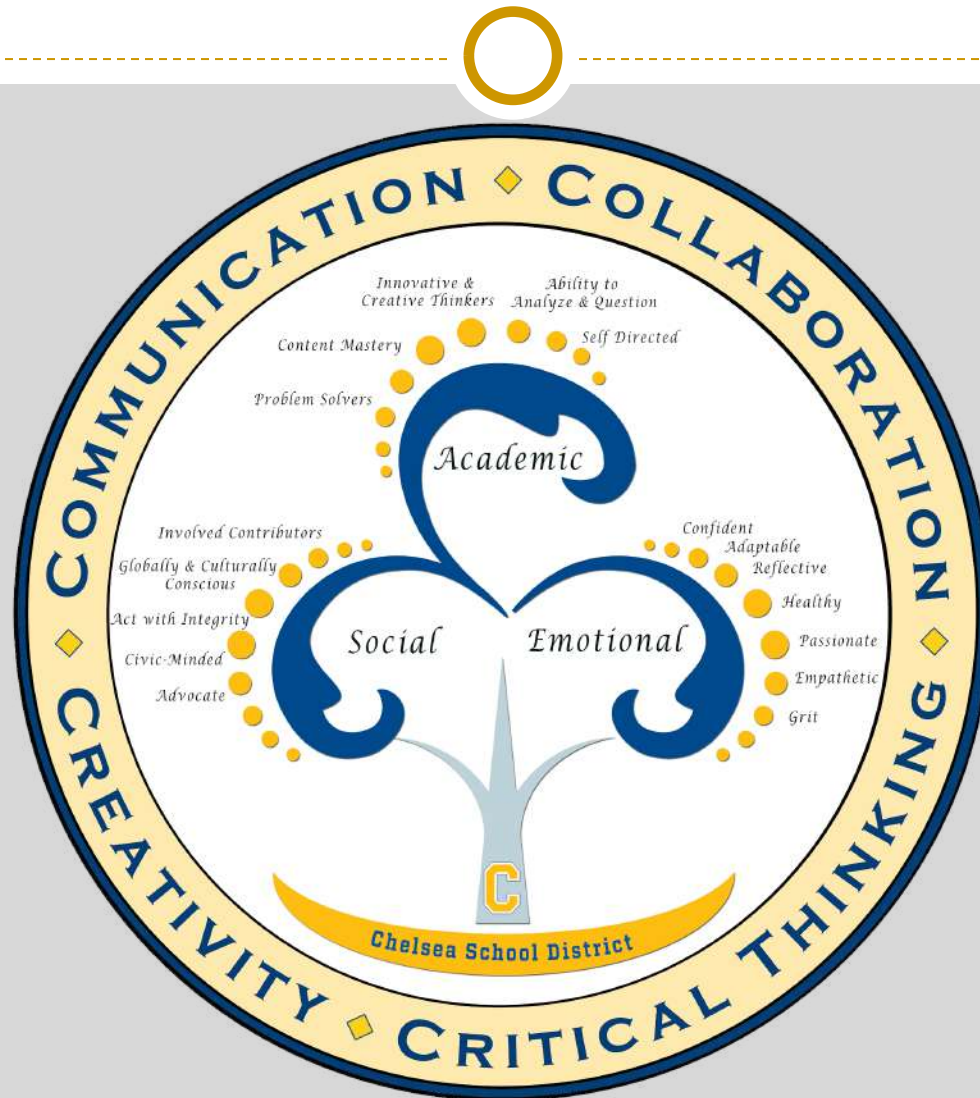 COMMUNICATION ◆ COLLABORATION ◆ CRITICAL THINKING ◆ CREATIVITY ◆
Innovative &
Creative Thinkers
Ability to
Analyze & Question
Self Directed
Content Mastery
Problem Solvers
Academic
Involved Contributors
Globally & Culturally
Conscious
Act with Integrity
Civic-Minded
Advocate
Social
Emotional
Confident
Adaptable
Reflective
Healthy
Passionate
Empathetic
Grit
C
Chelsea School District